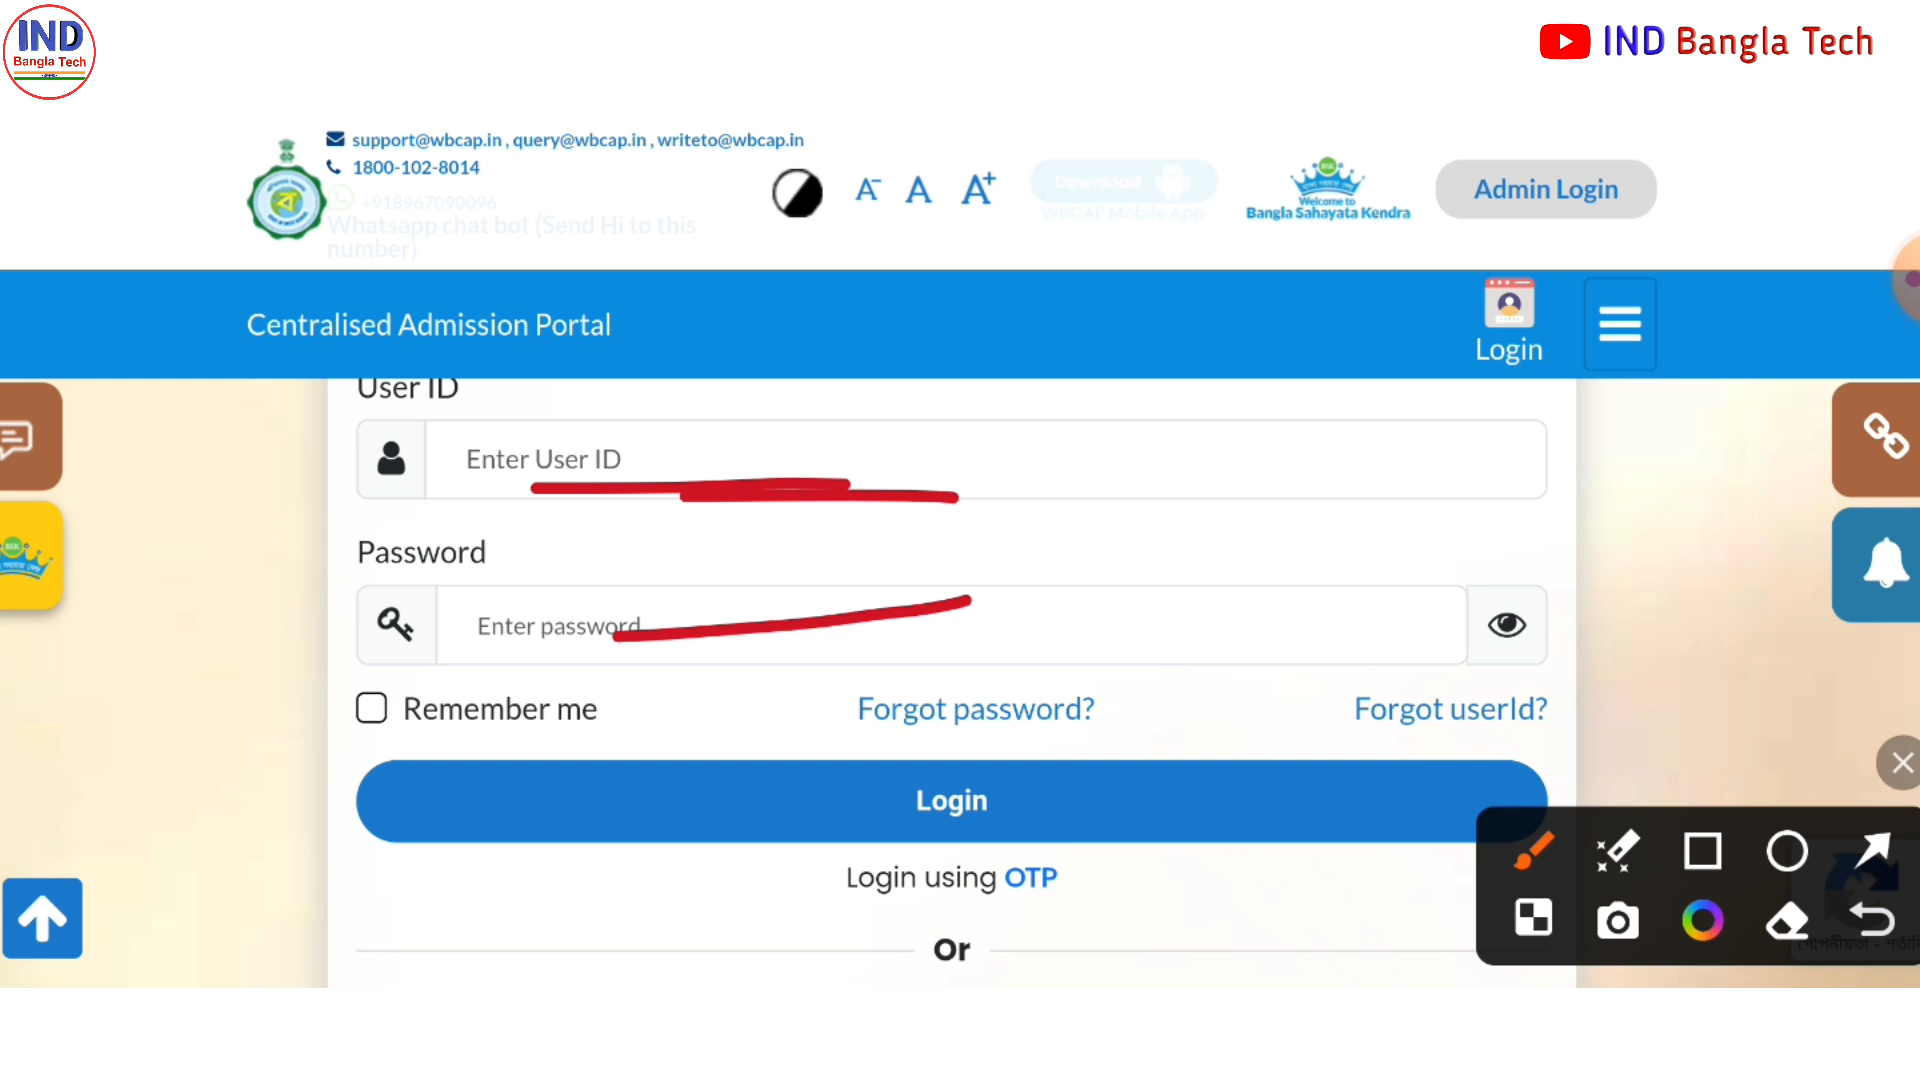 IND
Bangla Tech
IND Bangla Tech
support@wbcap.in , query@wbcap.in , writeto@wbcap.in
1800-102-8014
+918967090096
Whatsapp chat bot (Send Hi to this
number)
A- A A+
Download
WBCAP Mobile App
BSK
Welcome to
Bangla Sahayata Kendra
Admin Login
Centralised Admission Portal
Login
User ID
Enter User ID
BSK
Password
Enter password
Remember me
Forgot password?
Forgot userId?
Login
Login using OTP
Or